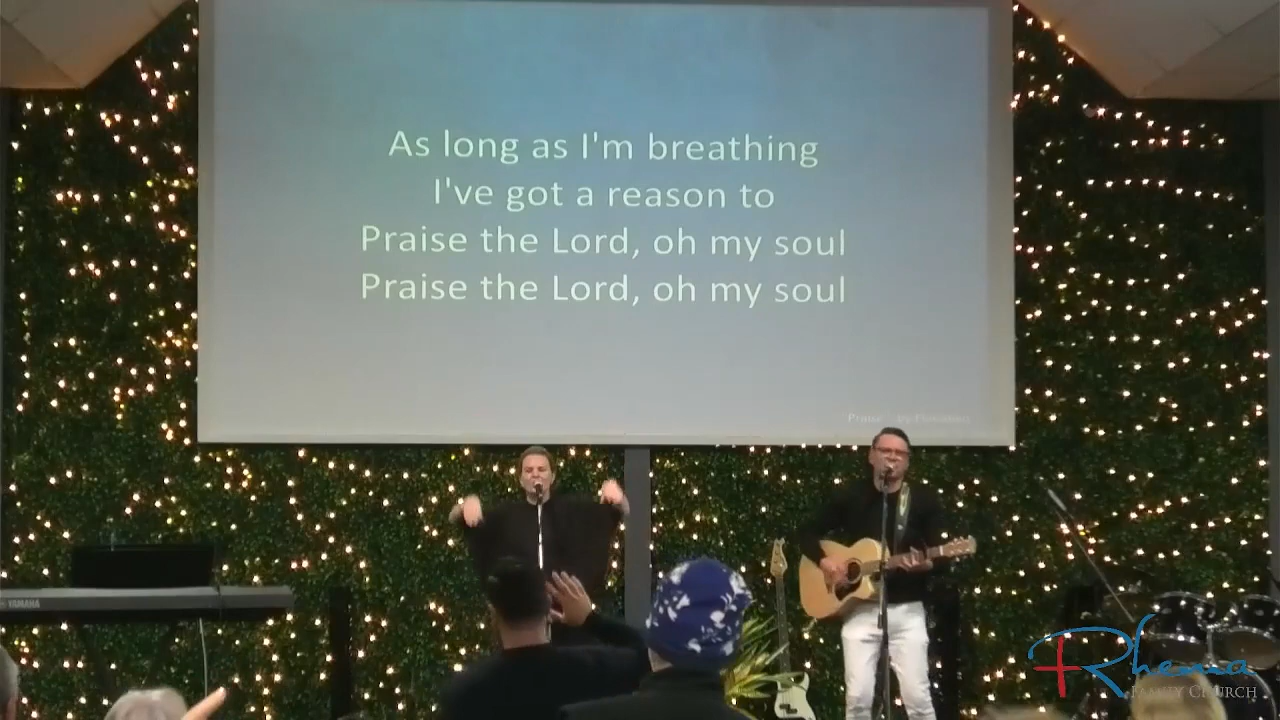 As long as I'm breathing
I've got a reason to
Praise the Lord, oh my soul
Praise the Lord, oh my soul
Praise
YAMAHA
Rhema
FAMILY CHURCH